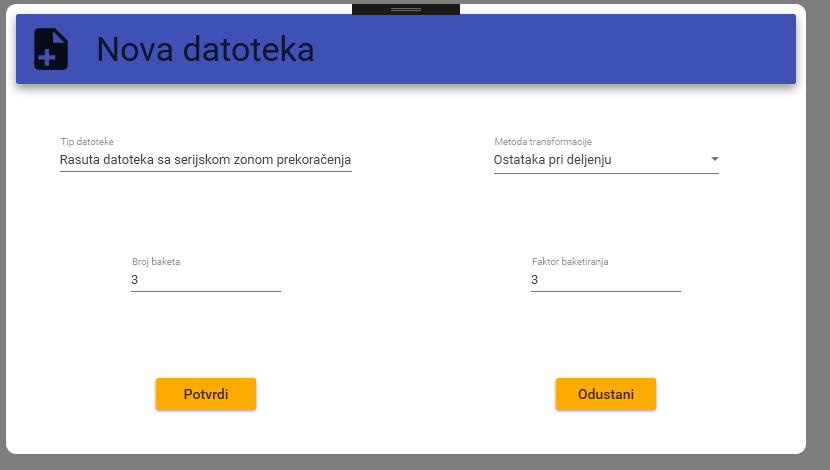 Nova datoteka
Tip datoteke
Rasuta datoteka sa serijskom zonom prekoračenja
Metoda transformacije
Ostataka pri deljenju
Broj baketa
3
Faktor baketiranja
3
Potvrdi
Odustani